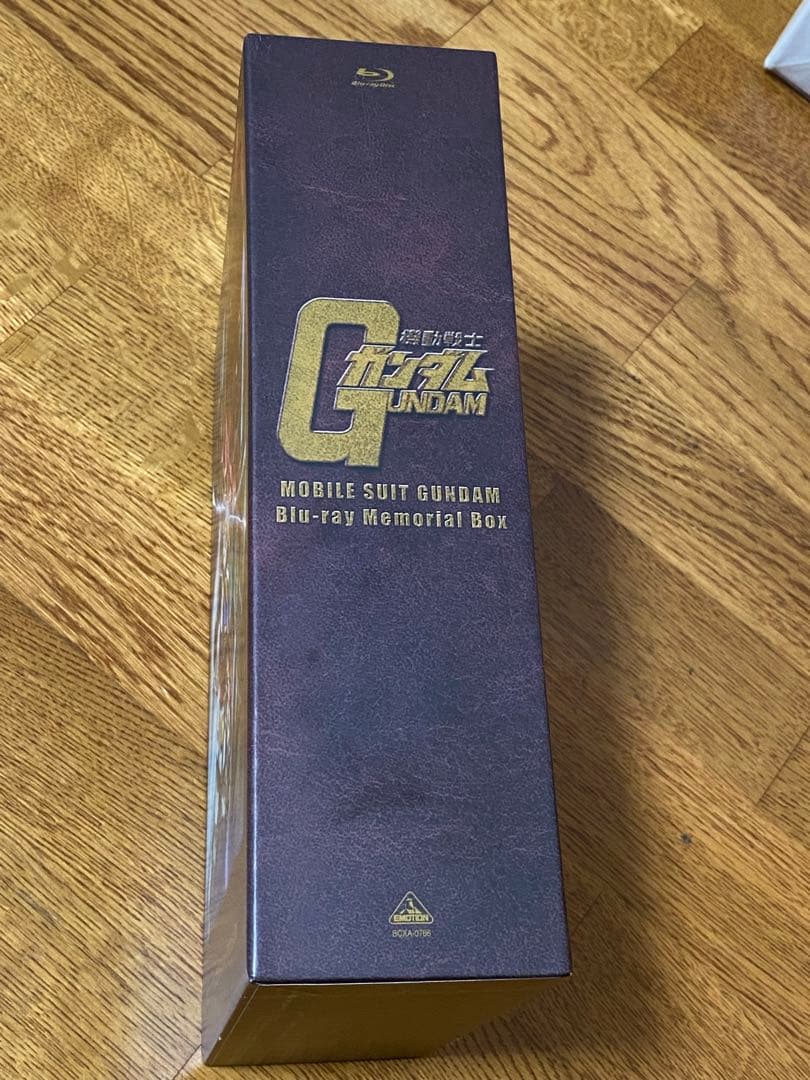 Blu-ray Disc
機動戦士
ガンダム
GUNDAM
MOBILE SUIT GUNDAM
Blu-ray Memorial Box
EMOTION
BCXA-0766